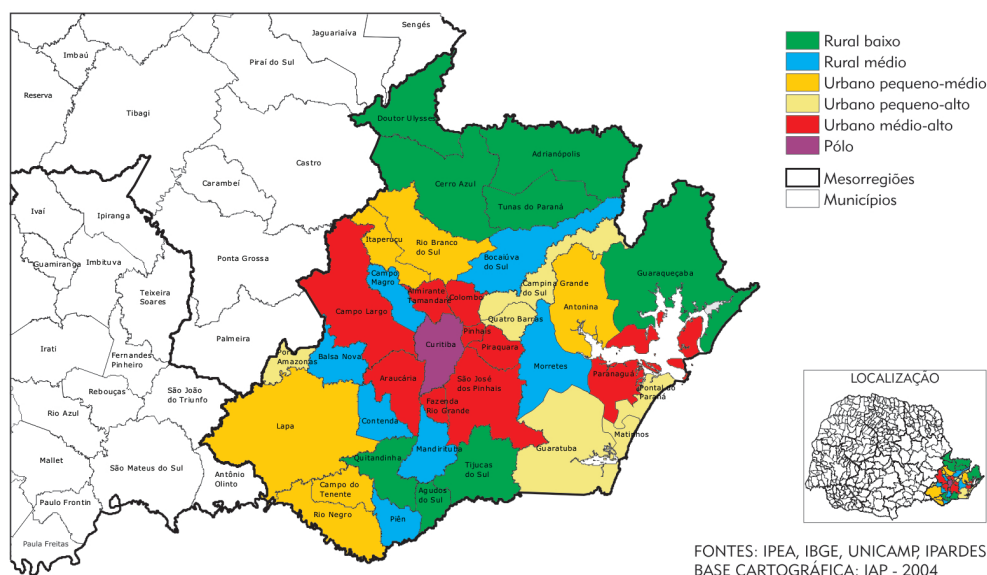 Sengés
Jaguariaíva
Imbaú
Piraí do Sul
Reserva
Tibagi
Doutor Ulysses
Castro
Adrianópolis
Carambeí
Cerro Azul
Tunas do Paraná
Ivaí
Ipiranga
Itaperuçu
Rio Branco
do Sul
Bocaiúva
do Sul
Ponta Grossa
Guamiranga
Imbituva
Campo
Magro
Campina Grande
do Sul
Guaraqueçaba
Teixeira
Soares
Almirante
Tamandaré
Colombo
Antonina
Campo Largo
Quatro Barras
Pinhais
Palmeira
Curitiba
Piraquara
Irati
Fernandes
Pinheiro
Porto
Amazonas
Balsa Nova
Morretes
Araucária
São José
dos Pinhais
Paranaguá
Pontal do
Paraná
Rebouças
São João
do Triunfo
Fazenda
Rio Grande
Rio Azul
Lapa
Contenda
Matinhos
Mandirituba
Guaratuba
Mallet
São Mateus do Sul
Quitandinha
Tijucas
do Sul
Antônio
Olinto
Campo do
Tenente
Agudos
do Sul
Paulo Frontin
Rio Negro
Piên
Paula Freitas
Rural baixo
Rural médio
Urbano pequeno-médio
Urbano pequeno-alto
Urbano médio-alto
Pólo
Mesorregiões
Municípios
LOCALIZAÇÃO
FONTES: IPEA, IBGE, UNICAMP, IPARDES
BASE CARTOGRÁFICA: IAP - 2004